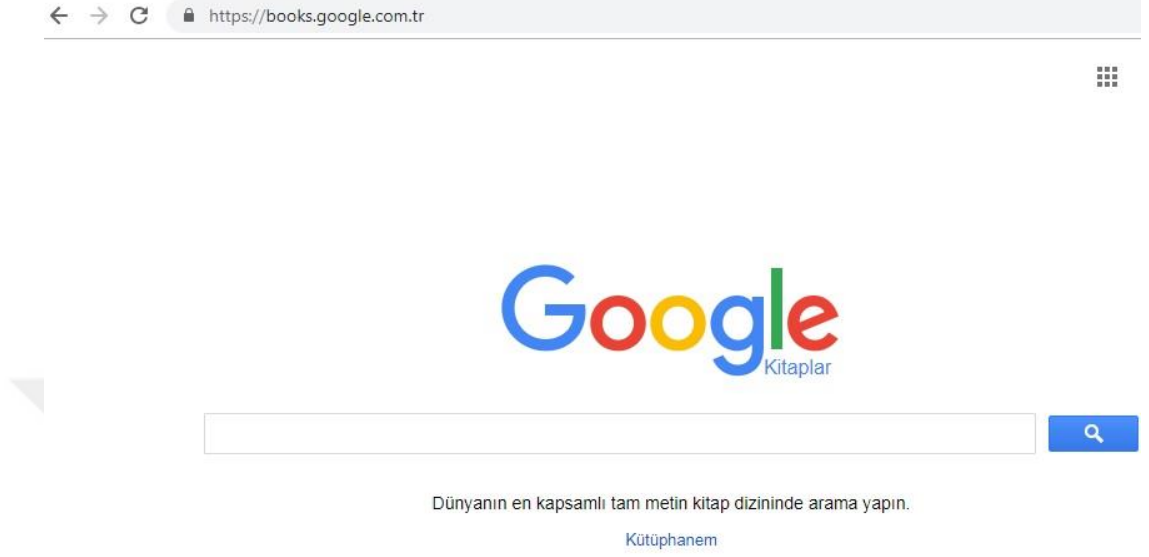 https://books.google.com.tr
Google
Kitaplar
Dünyanın en kapsamlı tam metin kitap dizininde arama yapın.
Kütüphanem